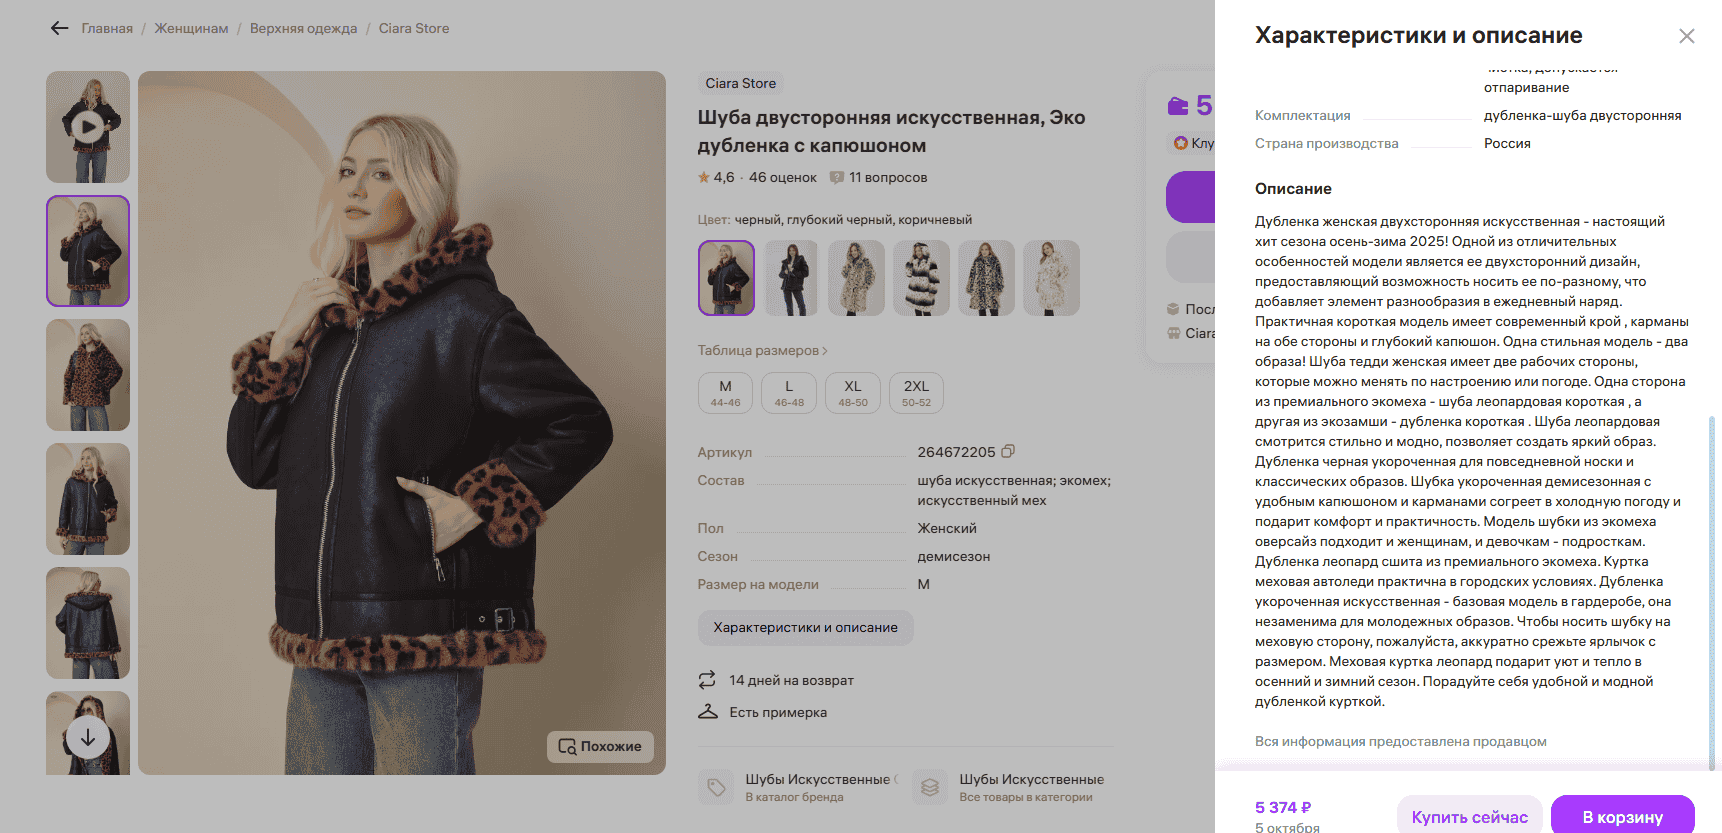 Главная / Женщинам / Верхняя одежда / Ciara Store
Ciara Store
Шуба двусторонняя искусственная, Эко
дубленка с капюшоном
4,6 · 46 оценок
11 вопросов
Цвет: черный, глубокий черный, коричневый
Таблица размеров
M
44-46
L
46-48
XL
48-50
2XL
50-52
Артикул 264672205
Состав шуба искусственная; экомех;
искусственный мех
Пол Женский
Сезон демисезон
Размер на модели M
Характеристики и описание
14 дней на возврат
Есть примерка
Шубы Искусственные
В каталог бренда
Шубы Искусственные
Все товары в категории
Похожие
5
Характеристики и описание
отпаривание
Комплектация дубленка-шуба двусторонняя
Страна производства Россия
Описание
Дубленка женская двухсторонняя искусственная - настоящий
хит сезона осень-зима 2025! Одной из отличительных
особенностей модели является ее двухсторонний дизайн,
предоставляющий возможность носить ее по-разному, что
добавляет элемент разнообразия в ежедневный наряд.
Практичная короткая модель имеет современный крой , карманы
на обе стороны и глубокий капюшон. Одна стильная модель - два
образа! Шуба тедди женская имеет две рабочих стороны,
которые можно менять по настроению или погоде. Одна сторона
из премиального экомеха - шуба леопардовая короткая , а
другая из экозамши - дубленка короткая . Шуба леопардовая
смотрится стильно и модно, позволяет создать яркий образ.
Дубленка черная укороченная для повседневной носки и
классических образов. Шубка укороченная демисезонная с
удобным капюшоном и карманами согреет в холодную погоду и
подарит комфорт и практичность. Модель шубки из экомеха
оверсайз подходит и женщинам, и девочкам - подросткам.
Дубленка леопард сшита из премиального экомеха. Куртка
меховая автоледи практична в городских условиях. Дубленка
укороченная искусственная - базовая модель в гардеробе, она
незаменима для молодежных образов. Чтобы носить шубку на
меховую сторону, пожалуйста, аккуратно срежьте ярлычок с
размером. Меховая куртка леопард подарит уют и тепло в
осенний и зимний сезон. Порадуйте себя удобной и модной
дубленкой курткой.
Вся информация предоставлена продавцом
5 374 ₽
5 октября
Купить сейчас
В корзину